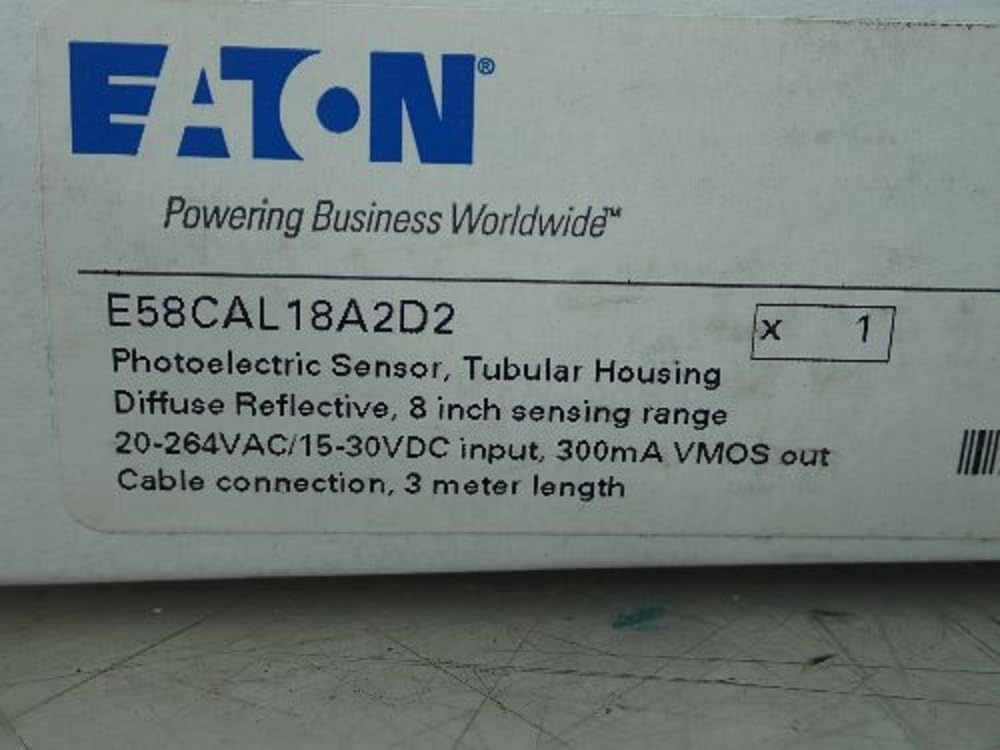 EATON®
Powering Business Worldwide™
E58CAL18A2D2
x 1
Photoelectric Sensor, Tubular Housing
Diffuse Reflective, 8 inch sensing range
20-264VAC/15-30VDC input, 300mA VMOS out
Cable connection, 3 meter length